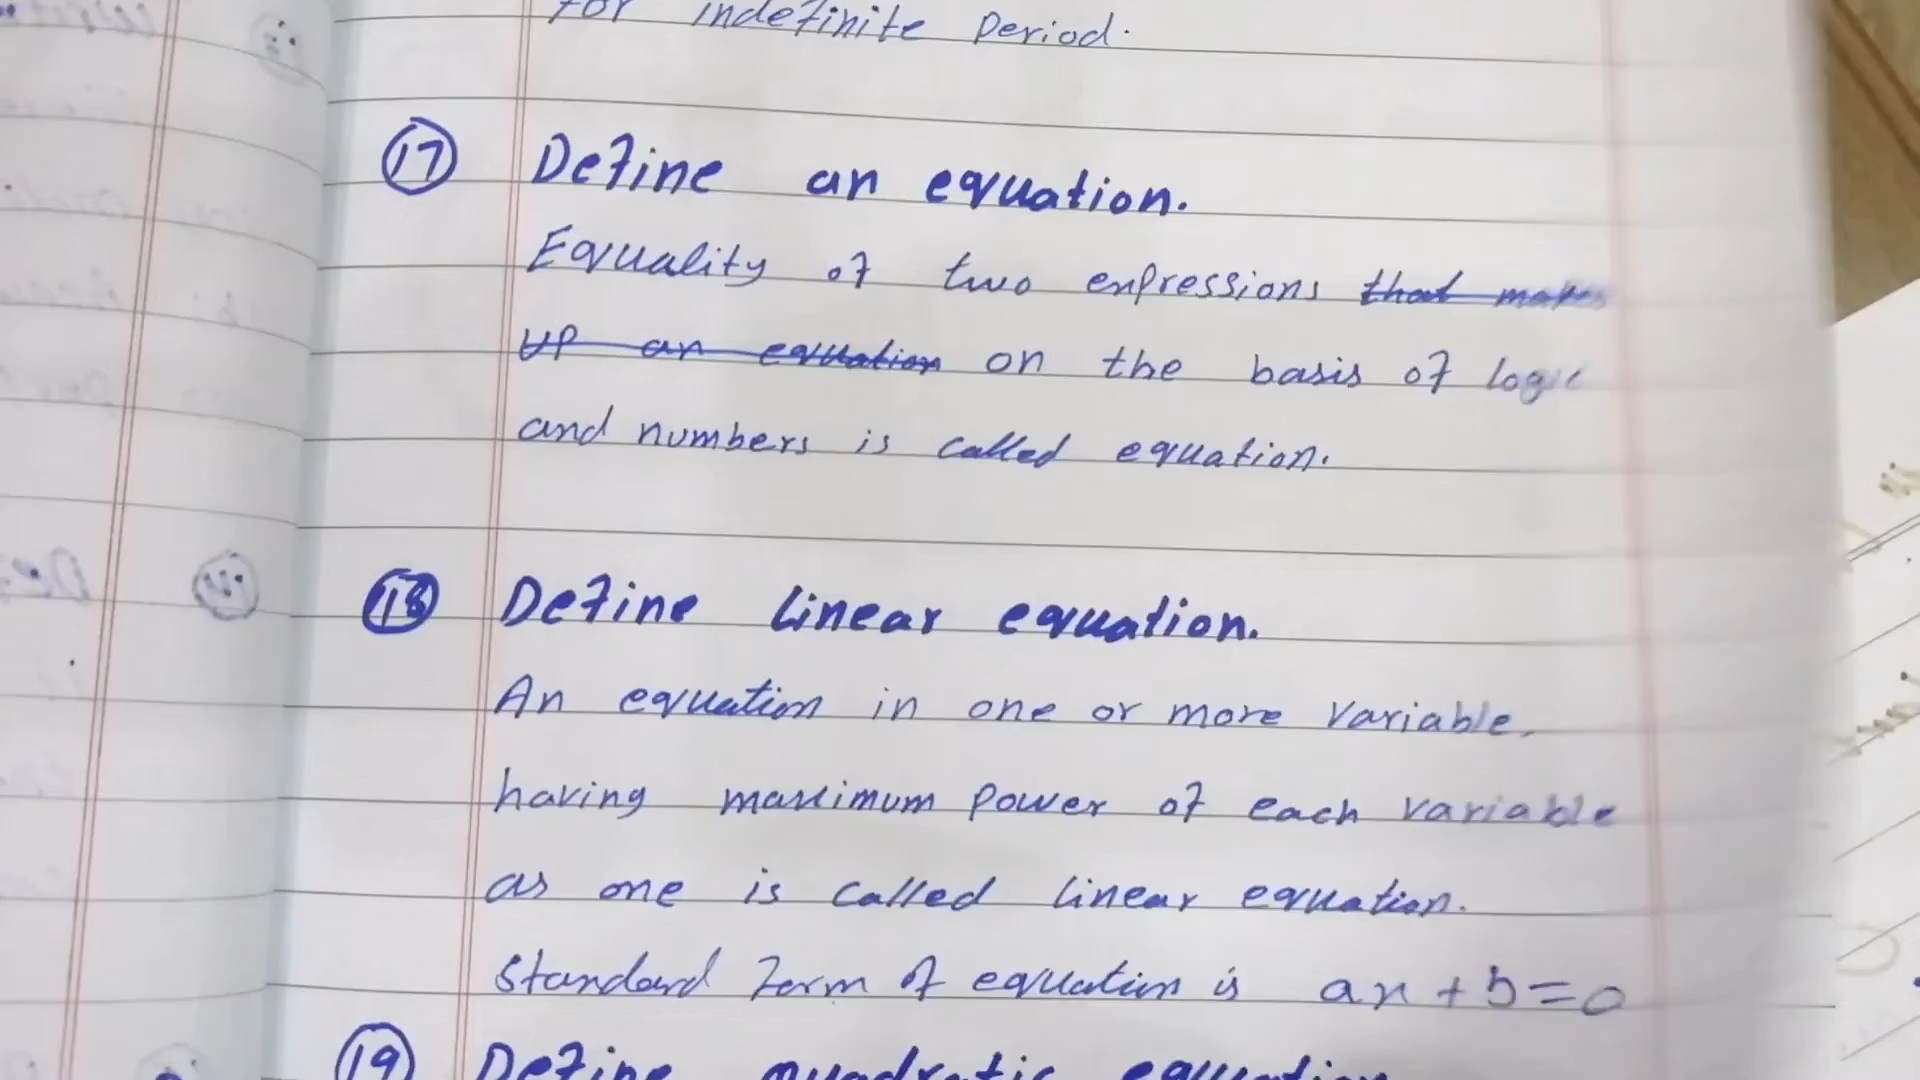 for indefinite period.
17 Define an equation.
Equality of two expressions that makes
up an equation on the basis of logic
and numbers is called equation.
18 Define linear equation.
An equation in one or more variable.
having maximum power of each variable
as one is called linear equation.
standard form of equation is ax + b = 0
19 Define quadratic equation.